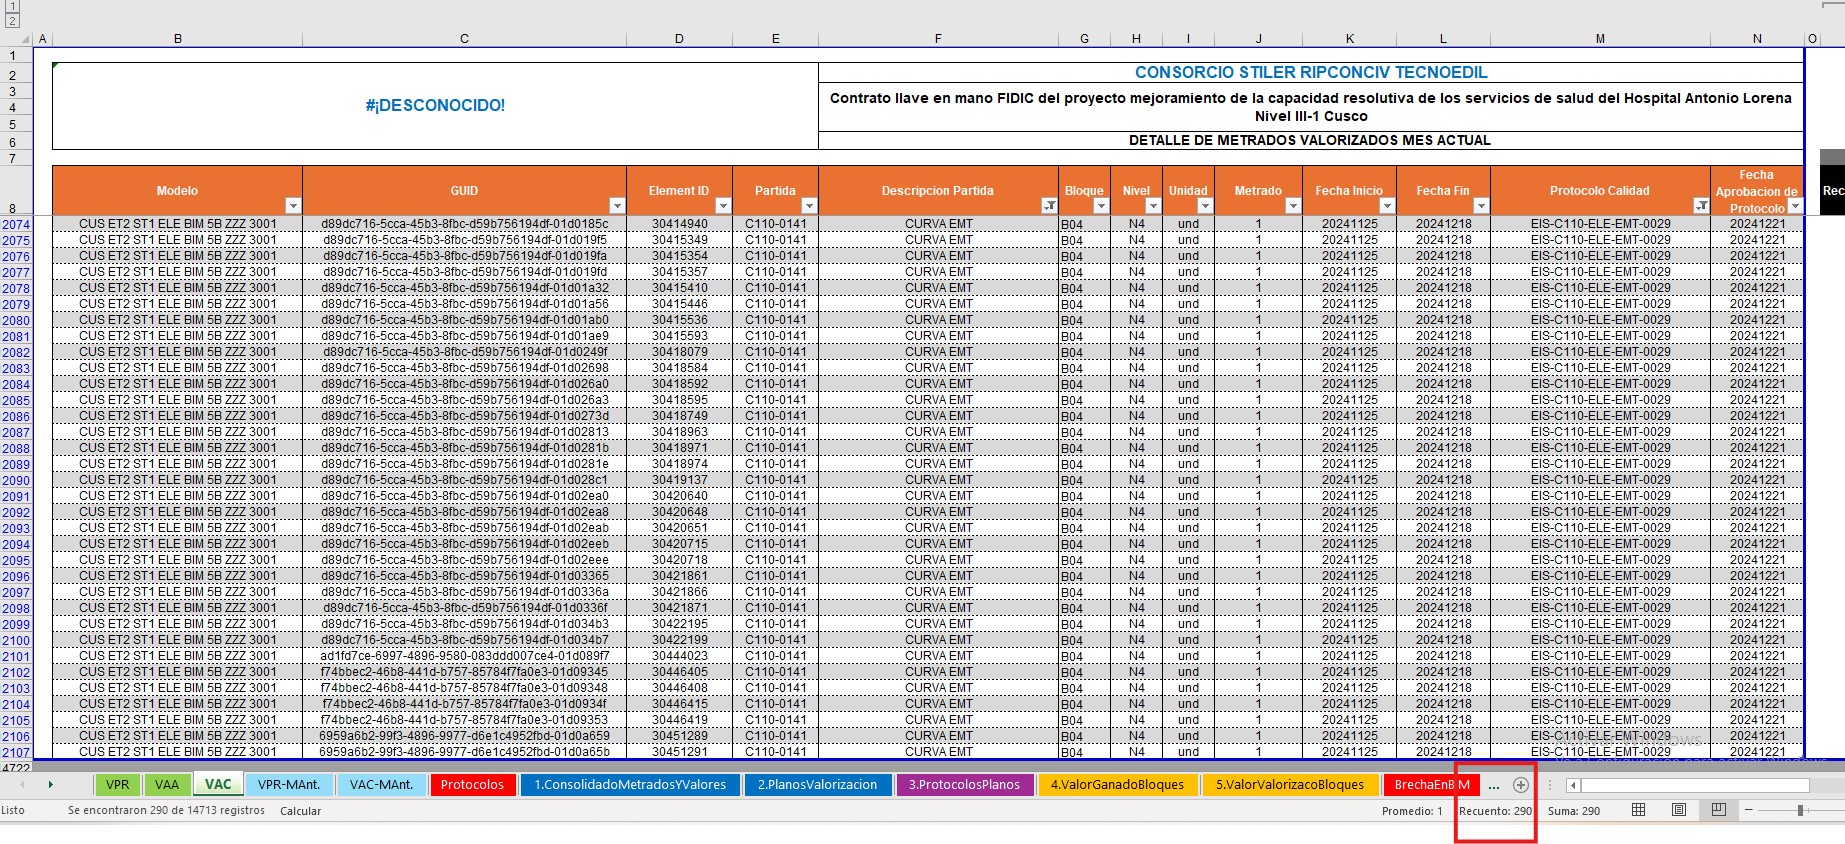 1
2
A B C D E F G H I J K L M N O
1
2 CONSORCIO STILER RIPCONCIV TECNOEDIL
3
#¡DESCONOCIDO!
4 Contrato llave en mano FIDIC del proyecto mejoramiento de la capacidad resolutiva de los servicios de salud del Hospital Antonio Lorena
5 Nivel III-1 Cusco
6 DETALLE DE METRADOS VALORIZADOS MES ACTUAL
7
8 Modelo GUID Element ID Partida Descripcion Partida Bloque Nivel Unidad Metrado Fecha Inicio Fecha Fin Protocolo Calidad Fecha Aprobacion de Protocolo Rec
2074 CUS ET2 ST1 ELE BIM 5B ZZZ 3001 d89dc716-5cca-45b3-8fbc-d59b756194df-01d0185c 30414940 C110-0141 CURVA EMT B04 N4 und 1 20241125 20241218 EIS-C110-ELE-EMT-0029 20241221
2075 CUS ET2 ST1 ELE BIM 5B ZZZ 3001 d89dc716-5cca-45b3-8fbc-d59b756194df-01d019f5 30415349 C110-0141 CURVA EMT B04 N4 und 1 20241125 20241218 EIS-C110-ELE-EMT-0029 20241221
2076 CUS ET2 ST1 ELE BIM 5B ZZZ 3001 d89dc716-5cca-45b3-8fbc-d59b756194df-01d019fa 30415354 C110-0141 CURVA EMT B04 N4 und 1 20241125 20241218 EIS-C110-ELE-EMT-0029 20241221
2077 CUS ET2 ST1 ELE BIM 5B ZZZ 3001 d89dc716-5cca-45b3-8fbc-d59b756194df-01d019fd 30415357 C110-0141 CURVA EMT B04 N4 und 1 20241125 20241218 EIS-C110-ELE-EMT-0029 20241221
2078 CUS ET2 ST1 ELE BIM 5B ZZZ 3001 d89dc716-5cca-45b3-8fbc-d59b756194df-01d01a32 30415410 C110-0141 CURVA EMT B04 N4 und 1 20241125 20241218 EIS-C110-ELE-EMT-0029 20241221
2079 CUS ET2 ST1 ELE BIM 5B ZZZ 3001 d89dc716-5cca-45b3-8fbc-d59b756194df-01d01a56 30415446 C110-0141 CURVA EMT B04 N4 und 1 20241125 20241218 EIS-C110-ELE-EMT-0029 20241221
2080 CUS ET2 ST1 ELE BIM 5B ZZZ 3001 d89dc716-5cca-45b3-8fbc-d59b756194df-01d01ab0 30415536 C110-0141 CURVA EMT B04 N4 und 1 20241125 20241218 EIS-C110-ELE-EMT-0029 20241221
2081 CUS ET2 ST1 ELE BIM 5B ZZZ 3001 d89dc716-5cca-45b3-8fbc-d59b756194df-01d01ae9 30415593 C110-0141 CURVA EMT B04 N4 und 1 20241125 20241218 EIS-C110-ELE-EMT-0029 20241221
2082 CUS ET2 ST1 ELE BIM 5B ZZZ 3001 d89dc716-5cca-45b3-8fbc-d59b756194df-01d0249f 30418079 C110-0141 CURVA EMT B04 N4 und 1 20241125 20241218 EIS-C110-ELE-EMT-0029 20241221
2083 CUS ET2 ST1 ELE BIM 5B ZZZ 3001 d89dc716-5cca-45b3-8fbc-d59b756194df-01d02698 30418584 C110-0141 CURVA EMT B04 N4 und 1 20241125 20241218 EIS-C110-ELE-EMT-0029 20241221
2084 CUS ET2 ST1 ELE BIM 5B ZZZ 3001 d89dc716-5cca-45b3-8fbc-d59b756194df-01d026a0 30418592 C110-0141 CURVA EMT B04 N4 und 1 20241125 20241218 EIS-C110-ELE-EMT-0029 20241221
2085 CUS ET2 ST1 ELE BIM 5B ZZZ 3001 d89dc716-5cca-45b3-8fbc-d59b756194df-01d026a3 30418595 C110-0141 CURVA EMT B04 N4 und 1 20241125 20241218 EIS-C110-ELE-EMT-0029 20241221
2086 CUS ET2 ST1 ELE BIM 5B ZZZ 3001 d89dc716-5cca-45b3-8fbc-d59b756194df-01d0273d 30418749 C110-0141 CURVA EMT B04 N4 und 1 20241125 20241218 EIS-C110-ELE-EMT-0029 20241221
2087 CUS ET2 ST1 ELE BIM 5B ZZZ 3001 d89dc716-5cca-45b3-8fbc-d59b756194df-01d02813 30418963 C110-0141 CURVA EMT B04 N4 und 1 20241125 20241218 EIS-C110-ELE-EMT-0029 20241221
2088 CUS ET2 ST1 ELE BIM 5B ZZZ 3001 d89dc716-5cca-45b3-8fbc-d59b756194df-01d0281b 30418971 C110-0141 CURVA EMT B04 N4 und 1 20241125 20241218 EIS-C110-ELE-EMT-0029 20241221
2089 CUS ET2 ST1 ELE BIM 5B ZZZ 3001 d89dc716-5cca-45b3-8fbc-d59b756194df-01d0281e 30418974 C110-0141 CURVA EMT B04 N4 und 1 20241125 20241218 EIS-C110-ELE-EMT-0029 20241221
2090 CUS ET2 ST1 ELE BIM 5B ZZZ 3001 d89dc716-5cca-45b3-8fbc-d59b756194df-01d028c1 30419137 C110-0141 CURVA EMT B04 N4 und 1 20241125 20241218 EIS-C110-ELE-EMT-0029 20241221
2091 CUS ET2 ST1 ELE BIM 5B ZZZ 3001 d89dc716-5cca-45b3-8fbc-d59b756194df-01d02ea0 30420640 C110-0141 CURVA EMT B04 N4 und 1 20241125 20241218 EIS-C110-ELE-EMT-0029 20241221
2092 CUS ET2 ST1 ELE BIM 5B ZZZ 3001 d89dc716-5cca-45b3-8fbc-d59b756194df-01d02ea8 30420648 C110-0141 CURVA EMT B04 N4 und 1 20241125 20241218 EIS-C110-ELE-EMT-0029 20241221
2093 CUS ET2 ST1 ELE BIM 5B ZZZ 3001 d89dc716-5cca-45b3-8fbc-d59b756194df-01d02eab 30420651 C110-0141 CURVA EMT B04 N4 und 1 20241125 20241218 EIS-C110-ELE-EMT-0029 20241221
2094 CUS ET2 ST1 ELE BIM 5B ZZZ 3001 d89dc716-5cca-45b3-8fbc-d59b756194df-01d02eeb 30420715 C110-0141 CURVA EMT B04 N4 und 1 20241125 20241218 EIS-C110-ELE-EMT-0029 20241221
2095 CUS ET2 ST1 ELE BIM 5B ZZZ 3001 d89dc716-5cca-45b3-8fbc-d59b756194df-01d02eee 30420718 C110-0141 CURVA EMT B04 N4 und 1 20241125 20241218 EIS-C110-ELE-EMT-0029 20241221
2096 CUS ET2 ST1 ELE BIM 5B ZZZ 3001 d89dc716-5cca-45b3-8fbc-d59b756194df-01d03365 30421861 C110-0141 CURVA EMT B04 N4 und 1 20241125 20241218 EIS-C110-ELE-EMT-0029 20241221
2097 CUS ET2 ST1 ELE BIM 5B ZZZ 3001 d89dc716-5cca-45b3-8fbc-d59b756194df-01d0336a 30421866 C110-0141 CURVA EMT B04 N4 und 1 20241125 20241218 EIS-C110-ELE-EMT-0029 20241221
2098 CUS ET2 ST1 ELE BIM 5B ZZZ 3001 d89dc716-5cca-45b3-8fbc-d59b756194df-01d0336f 30421871 C110-0141 CURVA EMT B04 N4 und 1 20241125 20241218 EIS-C110-ELE-EMT-0029 20241221
2099 CUS ET2 ST1 ELE BIM 5B ZZZ 3001 d89dc716-5cca-45b3-8fbc-d59b756194df-01d034b3 30422195 C110-0141 CURVA EMT B04 N4 und 1 20241125 20241218 EIS-C110-ELE-EMT-0029 20241221
2100 CUS ET2 ST1 ELE BIM 5B ZZZ 3001 d89dc716-5cca-45b3-8fbc-d59b756194df-01d034b7 30422199 C110-0141 CURVA EMT B04 N4 und 1 20241125 20241218 EIS-C110-ELE-EMT-0029 20241221
2101 CUS ET2 ST1 ELE BIM 5B ZZZ 3001 ad1fd7ce-6997-4896-9580-083ddd007ce4-01d089f7 30444023 C110-0141 CURVA EMT B04 N4 und 1 20241125 20241218 EIS-C110-ELE-EMT-0029 20241221
2102 CUS ET2 ST1 ELE BIM 5B ZZZ 3001 f74bbec2-46b8-441d-b757-85784f7fa0e3-01d09345 30446405 C110-0141 CURVA EMT B04 N4 und 1 20241125 20241218 EIS-C110-ELE-EMT-0029 20241221
2103 CUS ET2 ST1 ELE BIM 5B ZZZ 3001 f74bbec2-46b8-441d-b757-85784f7fa0e3-01d09348 30446408 C110-0141 CURVA EMT B04 N4 und 1 20241125 20241218 EIS-C110-ELE-EMT-0029 20241221
2104 CUS ET2 ST1 ELE BIM 5B ZZZ 3001 f74bbec2-46b8-441d-b757-85784f7fa0e3-01d0934f 30446415 C110-0141 CURVA EMT B04 N4 und 1 20241125 20241218 EIS-C110-ELE-EMT-0029 20241221
2105 CUS ET2 ST1 ELE BIM 5B ZZZ 3001 f74bbec2-46b8-441d-b757-85784f7fa0e3-01d09353 30446419 C110-0141 CURVA EMT B04 N4 und 1 20241125 20241218 EIS-C110-ELE-EMT-0029 20241221
2106 CUS ET2 ST1 ELE BIM 5B ZZZ 3001 6959a6b2-99f3-4896-9977-d6e1c4952fbd-01d0a659 30451289 C110-0141 CURVA EMT B04 N4 und 1 20241125 20241218 EIS-C110-ELE-EMT-0029 20241221
2107 CUS ET2 ST1 ELE BIM 5B ZZZ 3001 6959a6b2-99f3-4896-9977-d6e1c4952fbd-01d0a65b 30451291 C110-0141 CURVA EMT B04 N4 und 1 20241125 20241218 EIS-C110-ELE-EMT-0029 20241221
4722
VPR VAA VAC VPR-MAnt. VAC-MAnt. Protocolos 1.ConsolidadoMetradosYValores 2.PlanosValorizacion 3.ProtocolosPlanos 4.ValorGanadoBloques 5.ValorValorizacoBloques BrechaEnBIM ...
Listo Se encontraron 290 de 14713 registros Calcular Promedio: 1 Recuento: 290 Suma: 290